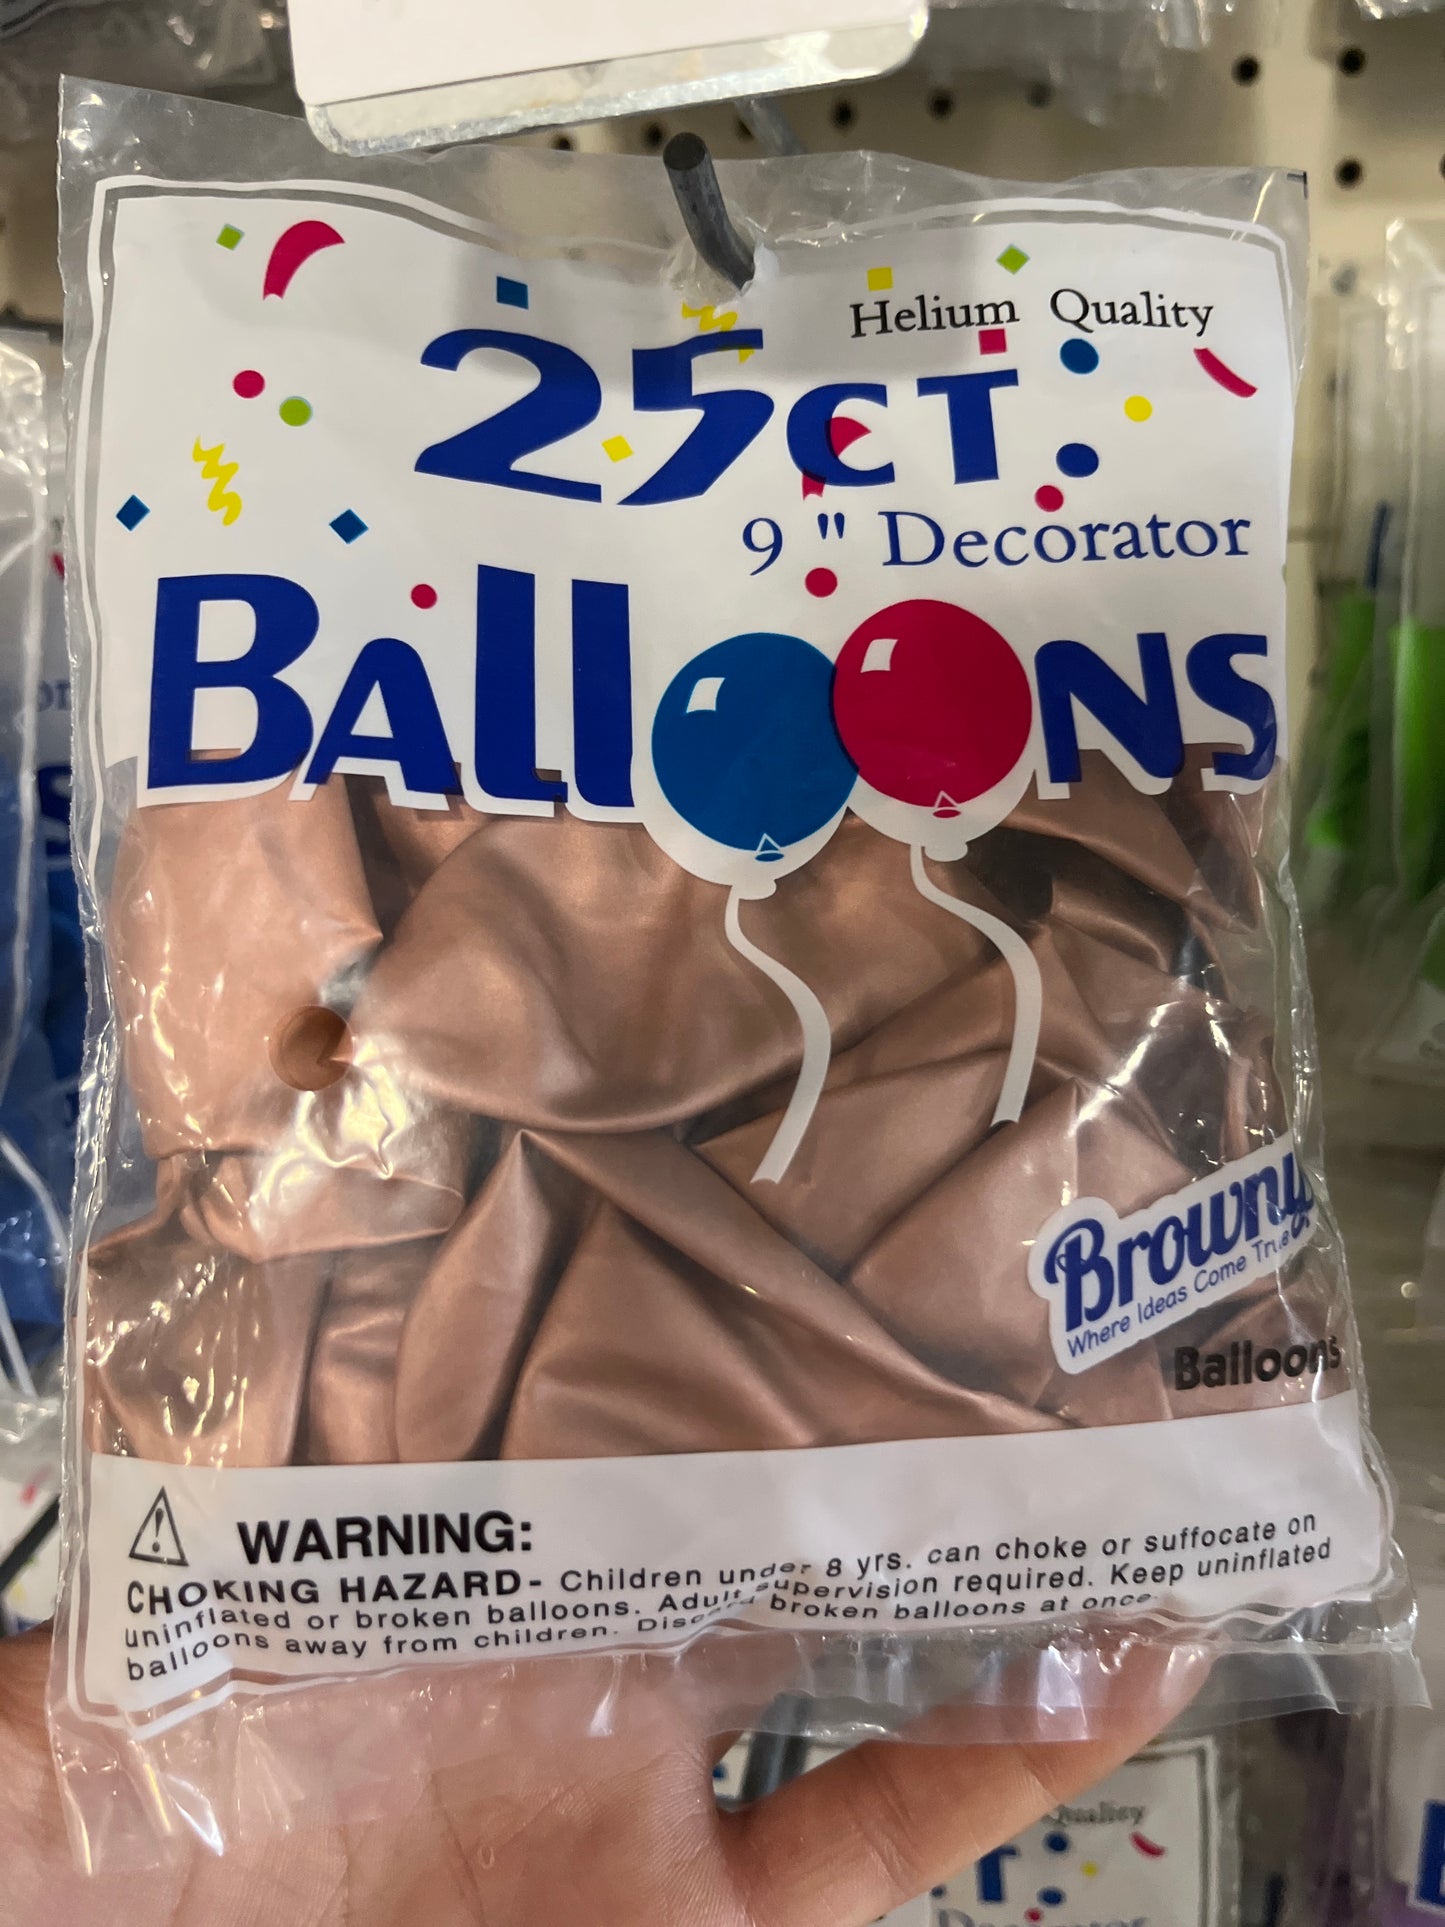 Helium Quality
25CT.
9" Decorator
BALLOONS
Browny
Where Ideas Come True
Balloons
WARNING:
CHOKING HAZARD- Children under 8 yrs. can choke or suffocate on
uninflated or broken balloons. Adult supervision required. Keep uninflated
balloons away from children. Discard broken balloons at once.
Quality
T.
Decorator